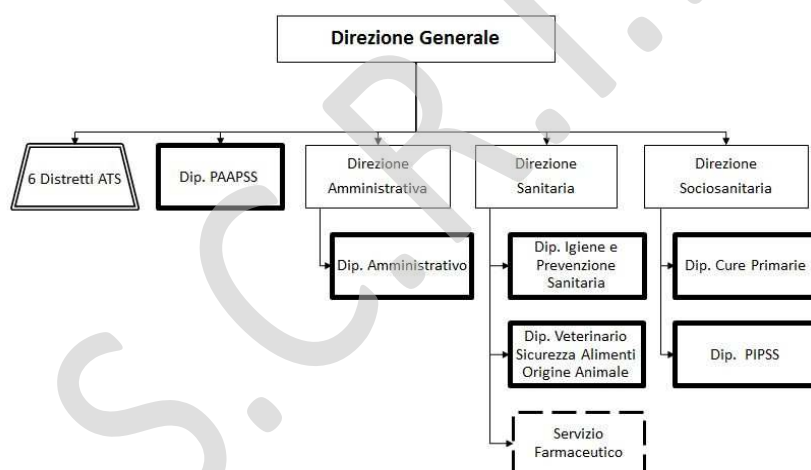 Direzione Generale
6 Distretti ATS
Dip. PAAPSS
Direzione
Amministrativa
Direzione
Sanitaria
Direzione
Sociosanitaria
Dip. Amministrativo
Dip. Igiene e
Prevenzione
Sanitaria
Dip. Cure Primarie
Dip. Veterinario
Sicurezza Alimenti
Origine Animale
Dip. PIPSS
Servizio
Farmaceutico
S.C.R.I.